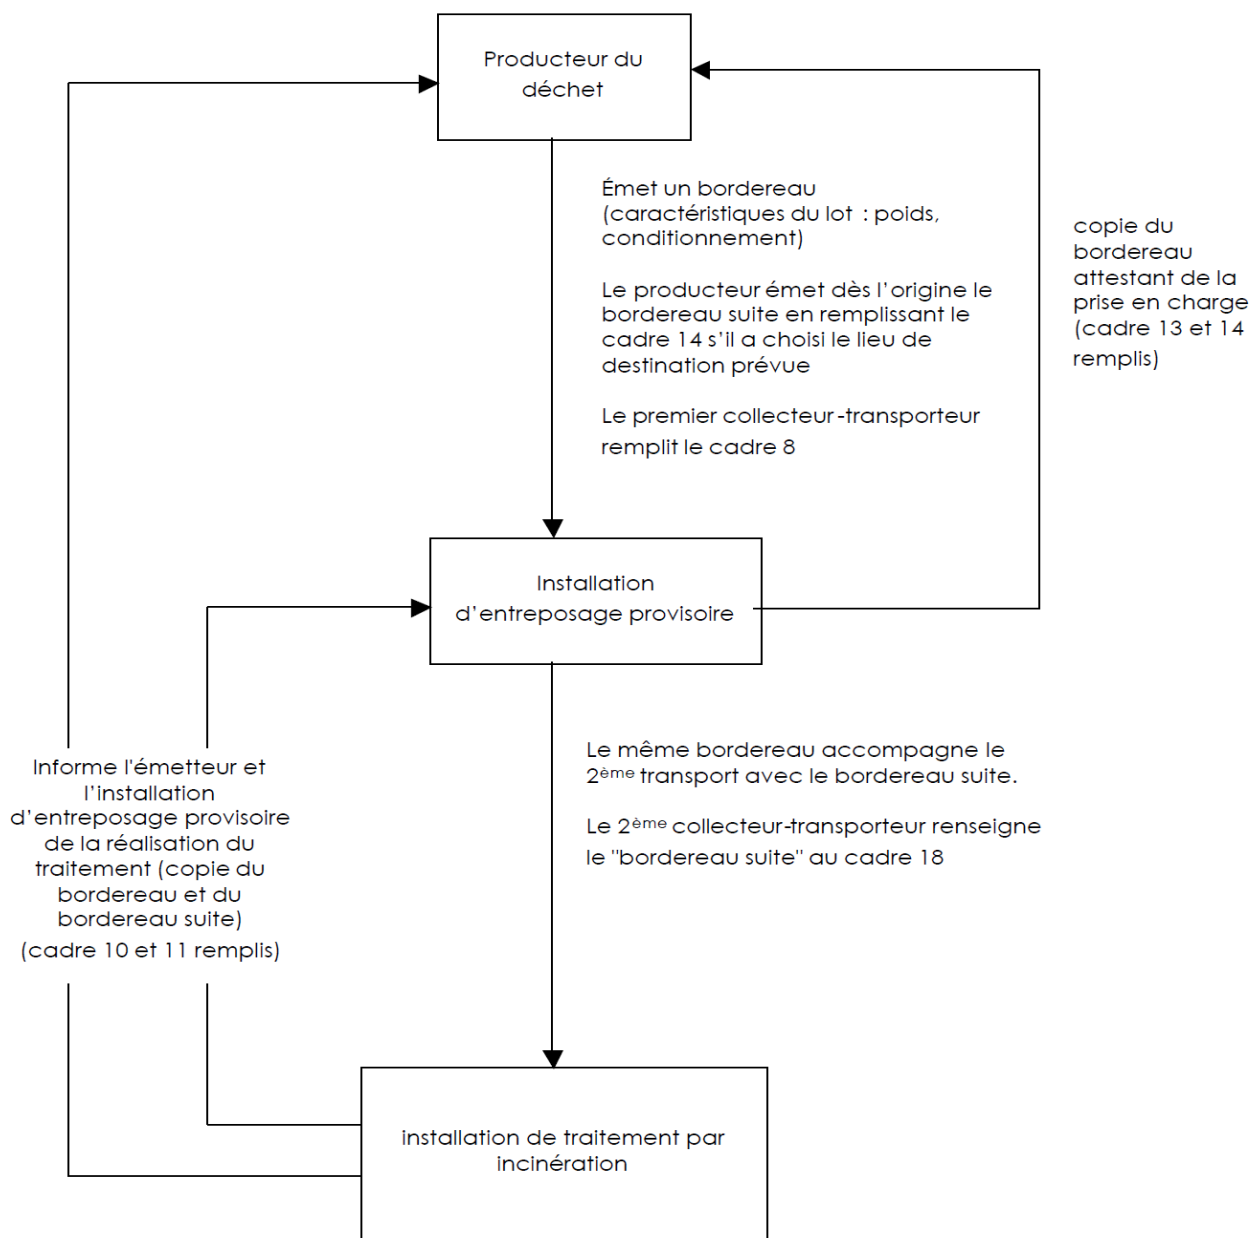 Producteur du
déchet
Émet un bordereau
(caractéristiques du lot : poids,
conditionnement)
Le producteur émet dès l'origine le
bordereau suite en remplissant le
cadre 14 s'il a choisi le lieu de
destination prévue
Le premier collecteur-transporteur
remplit le cadre 8
copie du
bordereau
attestant de la
prise en charge
(cadre 13 et 14
remplis)
Installation
d'entreposage provisoire
Le même bordereau accompagne le
2ème transport avec le bordereau suite.
Le 2ème collecteur-transporteur renseigne
le "bordereau suite" au cadre 18
Informe l'émetteur et
l'installation
d'entreposage provisoire
de la réalisation du
traitement (copie du
bordereau et du
bordereau suite)
(cadre 10 et 11 remplis)
installation de traitement par
incinération